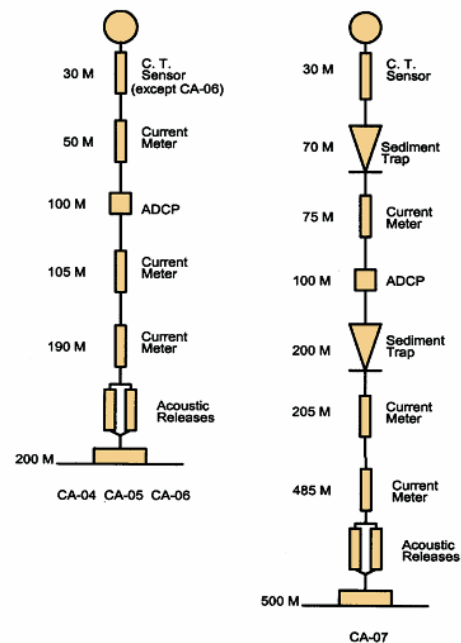 30 M
C. T.
Sensor
(except CA-06)
50 M
Current
Meter
100 M
ADCP
105 M
Current
Meter
190 M
Current
Meter
Acoustic
Releases
200 M
CA-04 CA-05 CA-06
30 M
C. T.
Sensor
70 M
Sediment
Trap
75 M
Current
Meter
100 M
ADCP
200 M
Sediment
Trap
205 M
Current
Meter
485 M
Current
Meter
Acoustic
Releases
500 M
CA-07